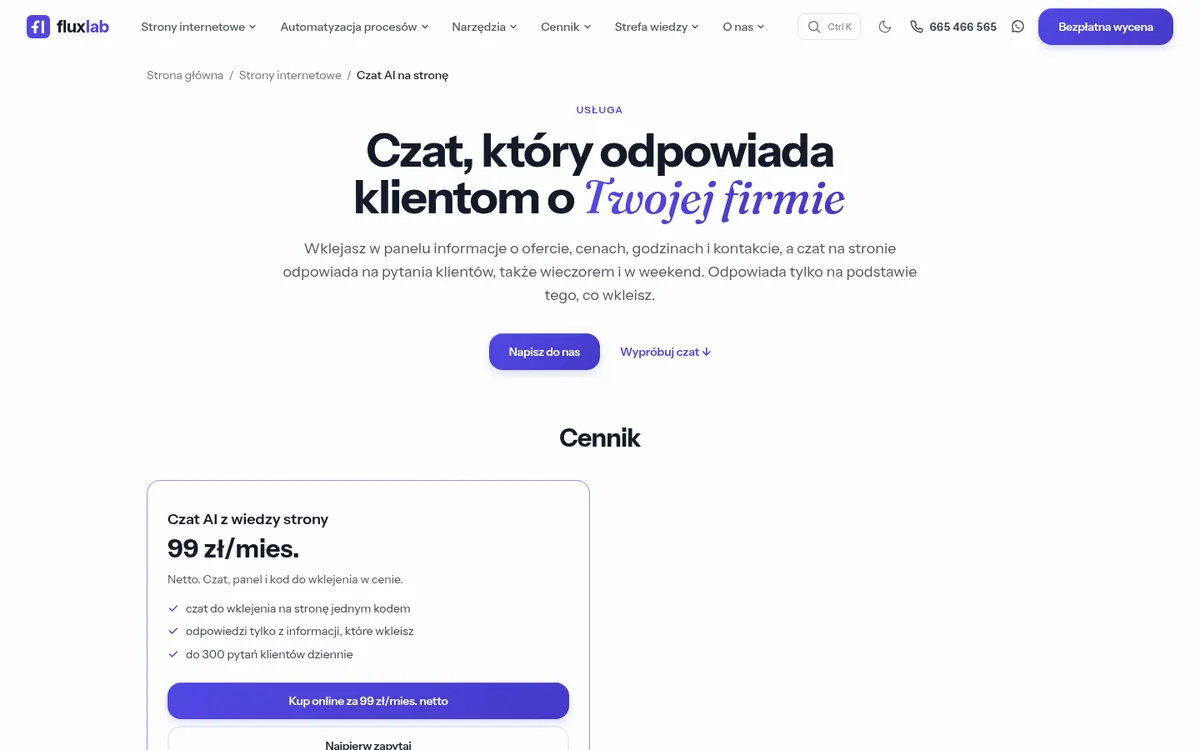 fl fluxlab
Strony internetowe
Automatyzacja procesów
Narzędzia
Cennik
Strefa wiedzy
O nas
Ctrl K
665 466 565
Bezpłatna wycena
Strona główna / Strony internetowe / Czat AI na stronę
USŁUGA
Czat, który odpowiada
klientom o Twojej firmie
Wklejasz w panelu informacje o ofercie, cenach, godzinach i kontakcie, a czat na stronie
odpowiada na pytania klientów, także wieczorem i w weekend. Odpowiada tylko na podstawie
tego, co wkleisz.
Napisz do nas
Wypróbuj czat ↓
Cennik
Czat AI z wiedzy strony
99 zł/mies.
Netto. Czat, panel i kod do wklejenia w cenie.
czat do wklejenia na stronę jednym kodem
odpowiedzi tylko z informacji, które wkleisz
do 300 pytań klientów dziennie
Kup online za 99 zł/mies. netto
Najpierw zapytaj